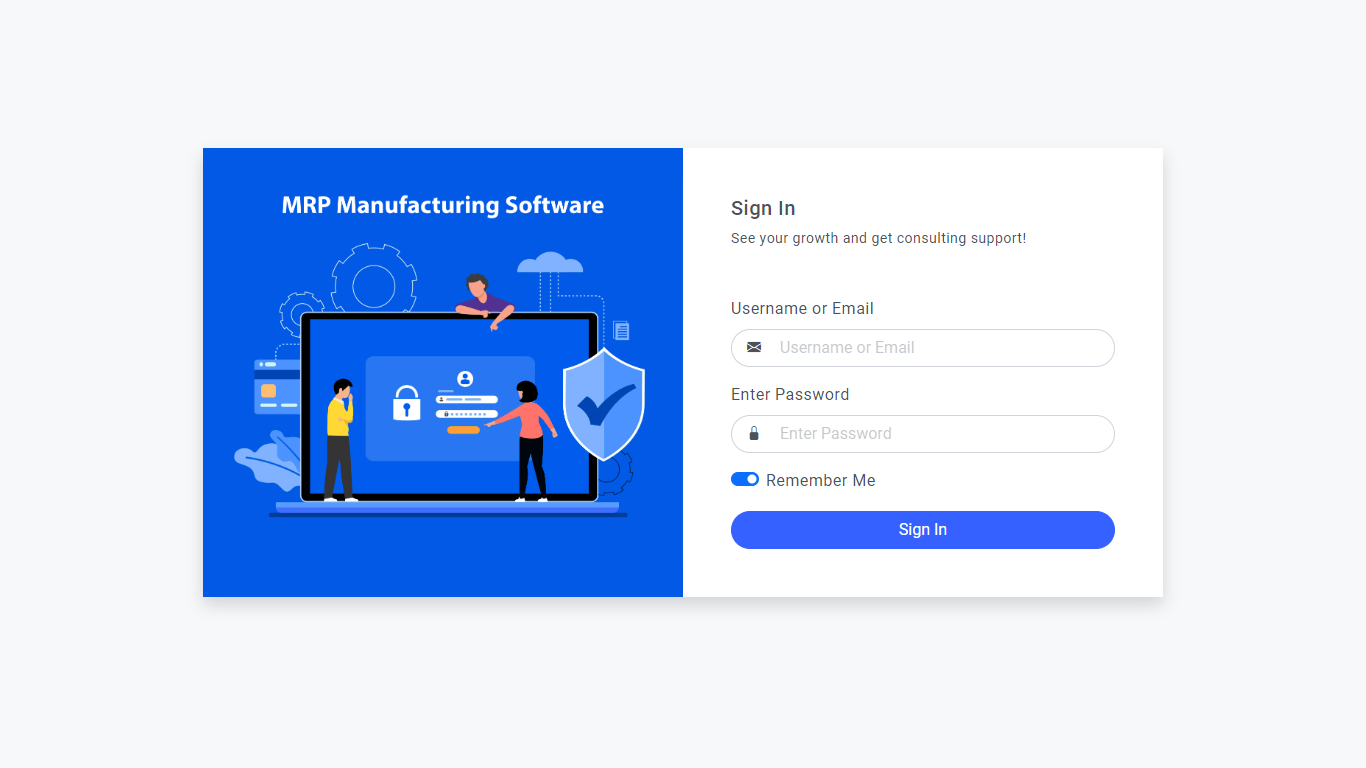 MRP Manufacturing Software
Sign In
See your growth and get consulting support!
Username or Email
Username or Email
Enter Password
Enter Password
Remember Me
Sign In